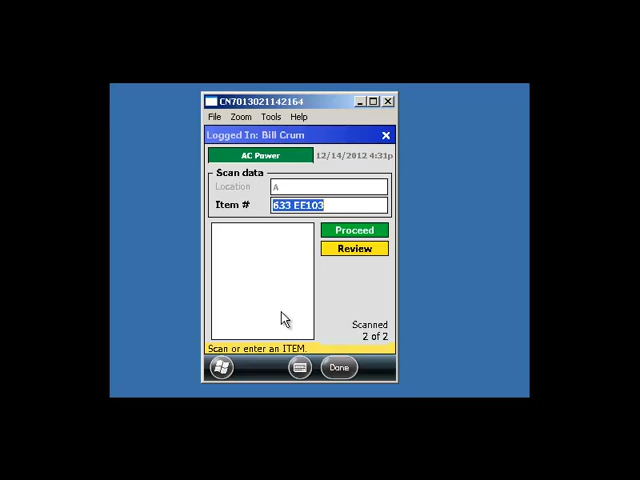 CN7013021142164
File Zoom Tools Help
Logged In: Bill Crum
AC Power 12/14/2012 4:31p
Scan data
Location A
Item # 633 EE103
Proceed
Review
Scanned
2 of 2
Scan or enter an ITEM.
Done